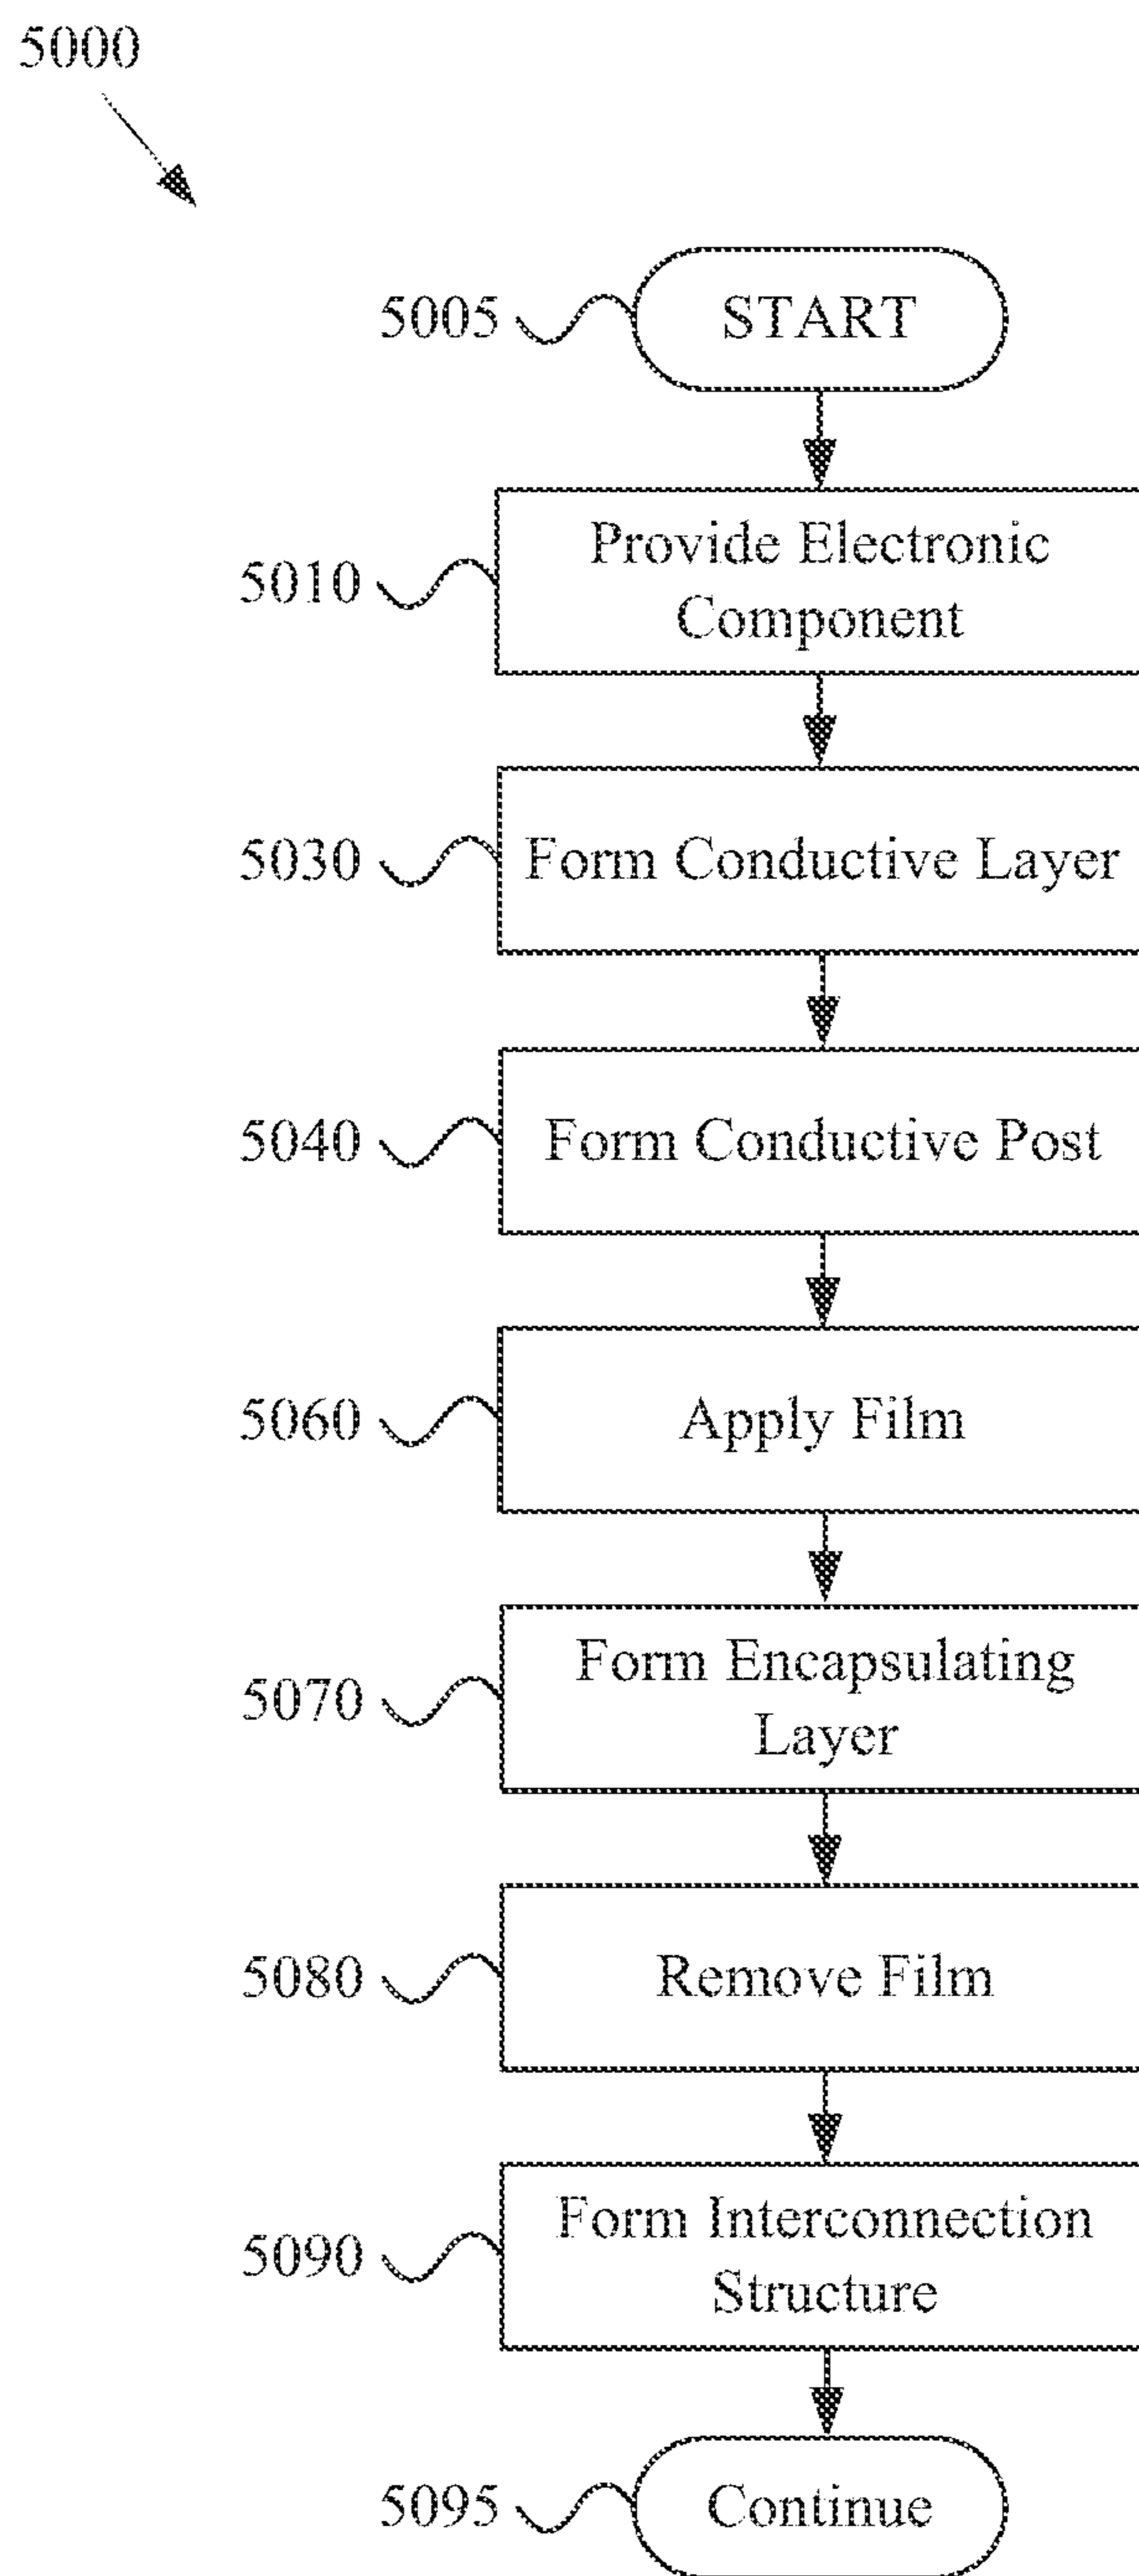 5000
5005
START
5010
Provide Electronic
Component
5030
Form Conductive Layer
5040
Form Conductive Post
5060
Apply Film
5070
Form Encapsulating
Layer
5080
Remove Film
5090
Form Interconnection
Structure
5095
Continue